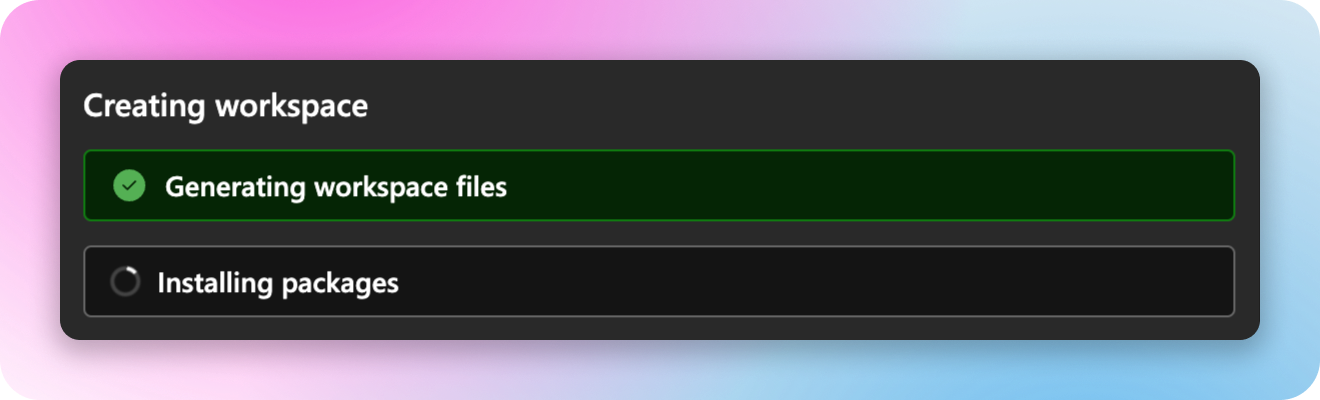 Creating workspace
Generating workspace files
Installing packages